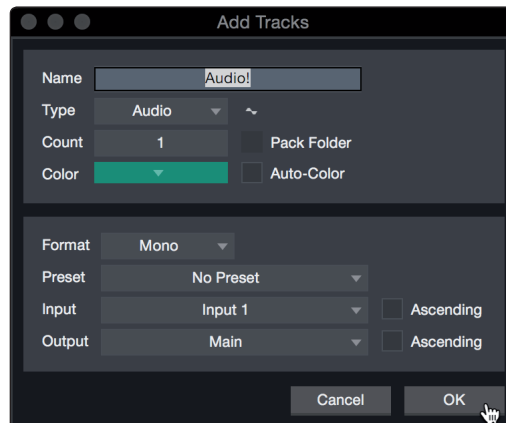 Add Tracks
Name Audio!
Type Audio
Count 1 Pack Folder
Color Auto-Color
Format Mono
Preset No Preset
Input Input 1 Ascending
Output Main Ascending
Cancel OK